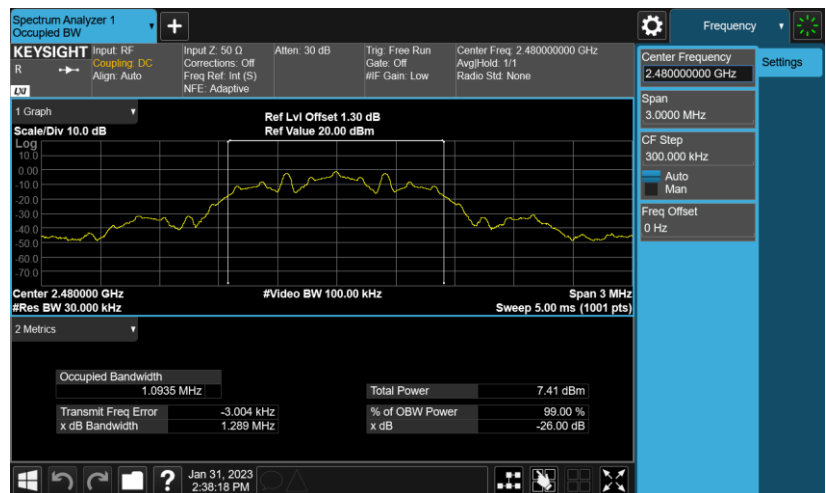 Spectrum Analyzer 1
Occupied BW
Frequency
KEYSIGHT Input: RF Input Z: 50 Ω Atten: 30 dB Trig: Free Run Center Freq: 2.480000000 GHz
Coupling: DC Corrections: Off Gate: Off Avg|Hold: 1/1
R Align: Auto Freq Ref: Int (S) #IF Gain: Low Radio Std: None
LXI NFE: Adaptive
Center Frequency
2.480000000 GHz
Settings
Span
3.0000 MHz
CF Step
300.000 kHz
Auto
Man
Freq Offset
0 Hz
1 Graph
Ref Lvl Offset 1.30 dB
Scale/Div 10.0 dB Ref Value 20.00 dBm
Log
10.0
0.00
-10.0
-20.0
-30.0
-40.0
-50.0
-60.0
-70.0
Center 2.480000 GHz #Video BW 100.00 kHz Span 3 MHz
#Res BW 30.000 kHz Sweep 5.00 ms (1001 pts)
2 Metrics
Occupied Bandwidth
1.0935 MHz Total Power 7.41 dBm
Transmit Freq Error -3.004 kHz % of OBW Power 99.00 %
x dB Bandwidth 1.289 MHz x dB -26.00 dB
Jan 31, 2023
2:38:18 PM